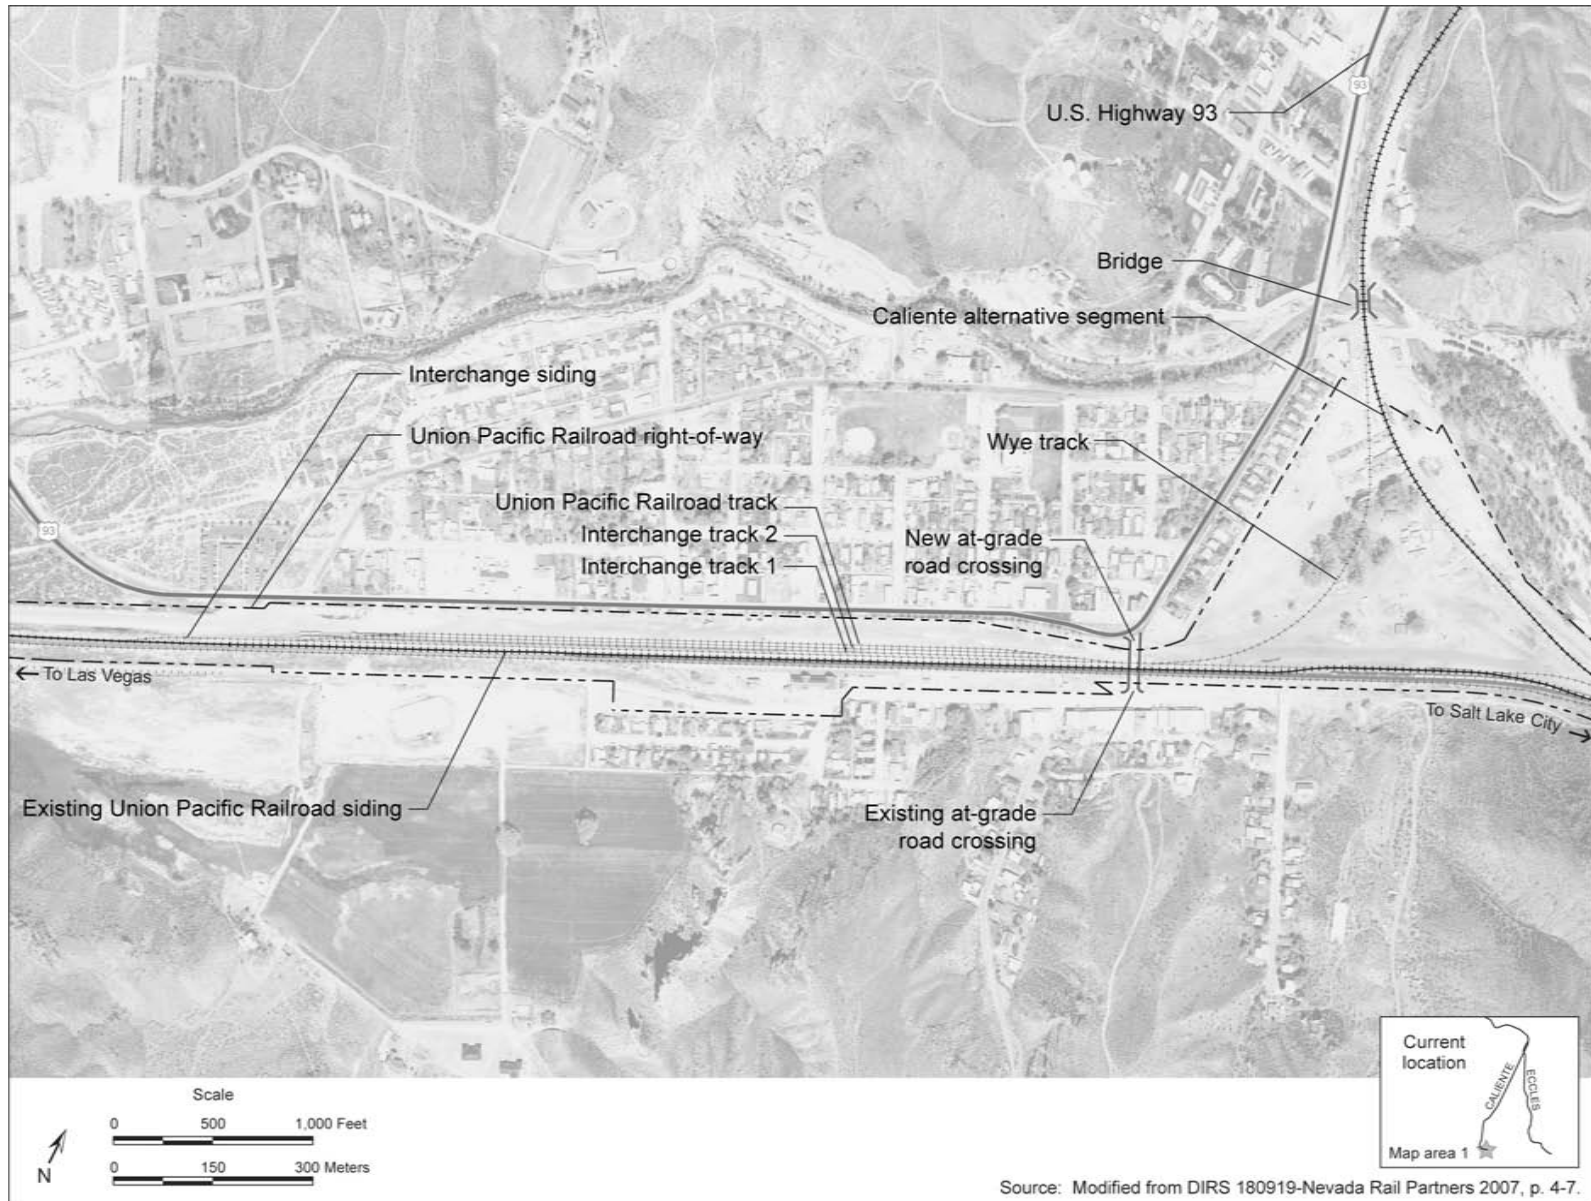 93
U.S. Highway 93
Bridge
Caliente alternative segment
Interchange siding
Union Pacific Railroad right-of-way
Wye track
Union Pacific Railroad track
Interchange track 2
Interchange track 1
New at-grade
road crossing
93
To Las Vegas
To Salt Lake City
Existing Union Pacific Railroad siding
Existing at-grade
road crossing
Current
location
CALIENTE
ECCLES
Map area 1
Scale
0 500 1,000 Feet
0 150 300 Meters
N
Source: Modified from DIRS 180919-Nevada Rail Partners 2007, p. 4-7.